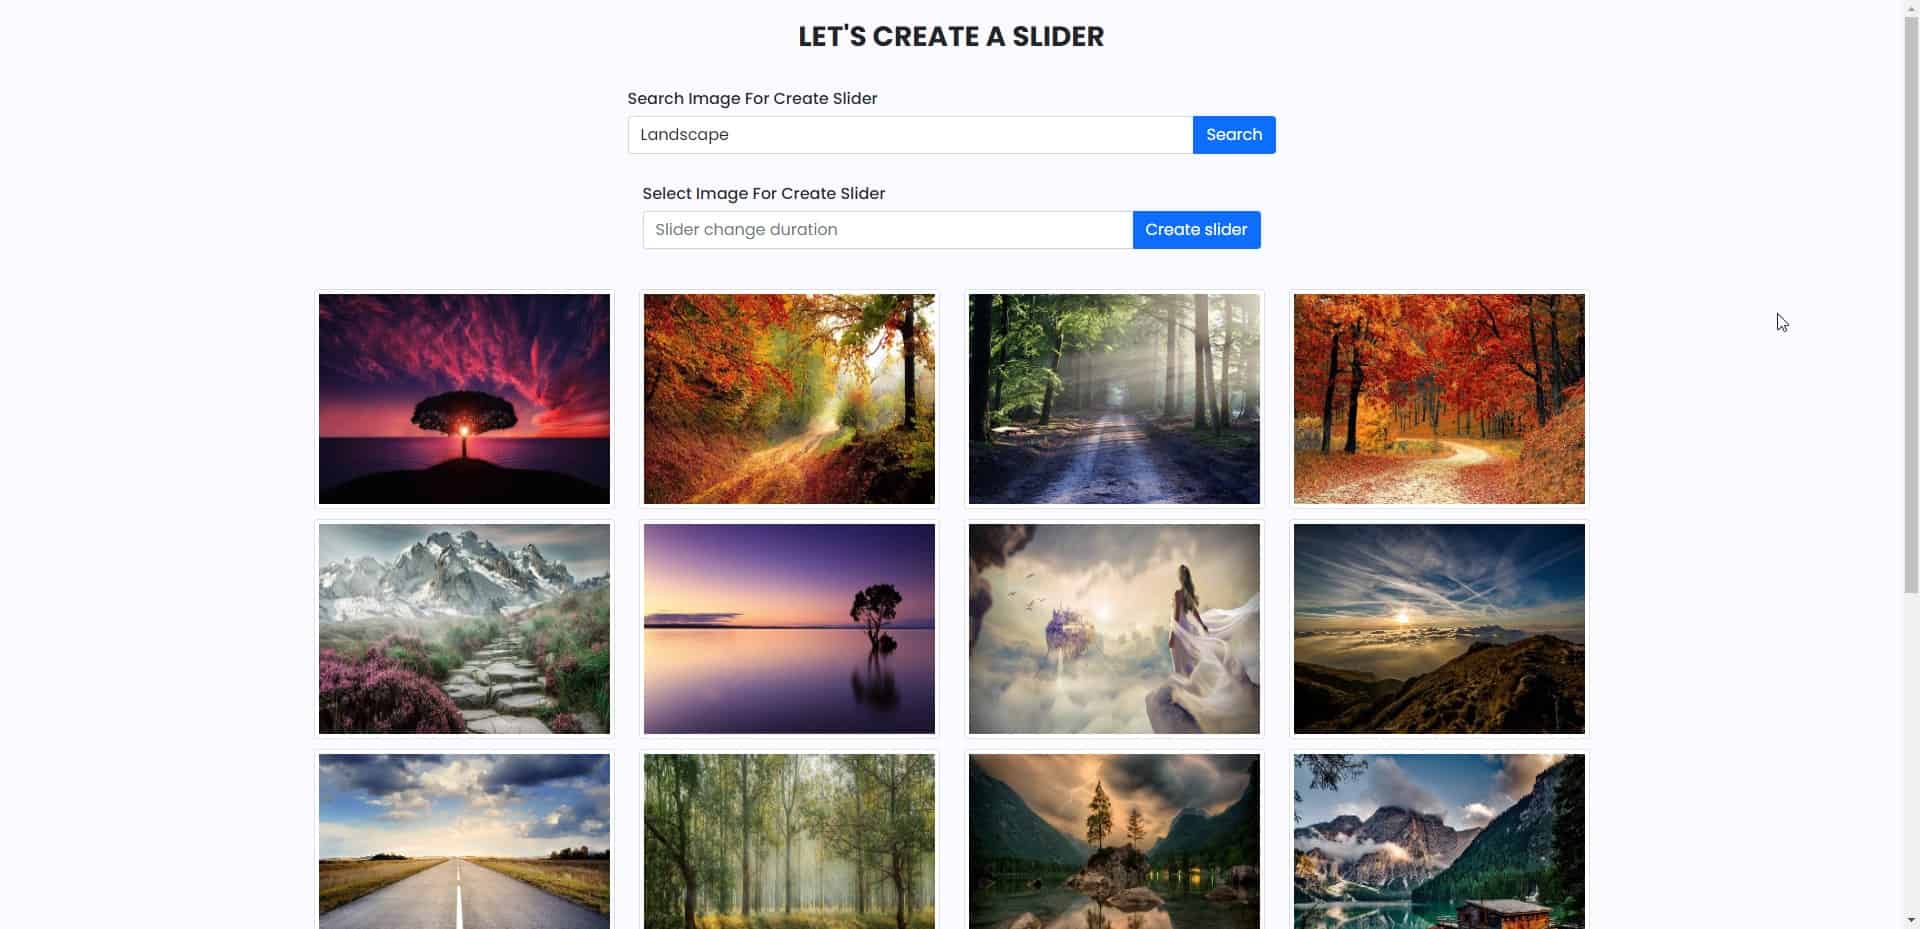 LET'S CREATE A SLIDER
Search Image For Create Slider
Landscape
Search
Select Image For Create Slider
Slider change duration
Create slider